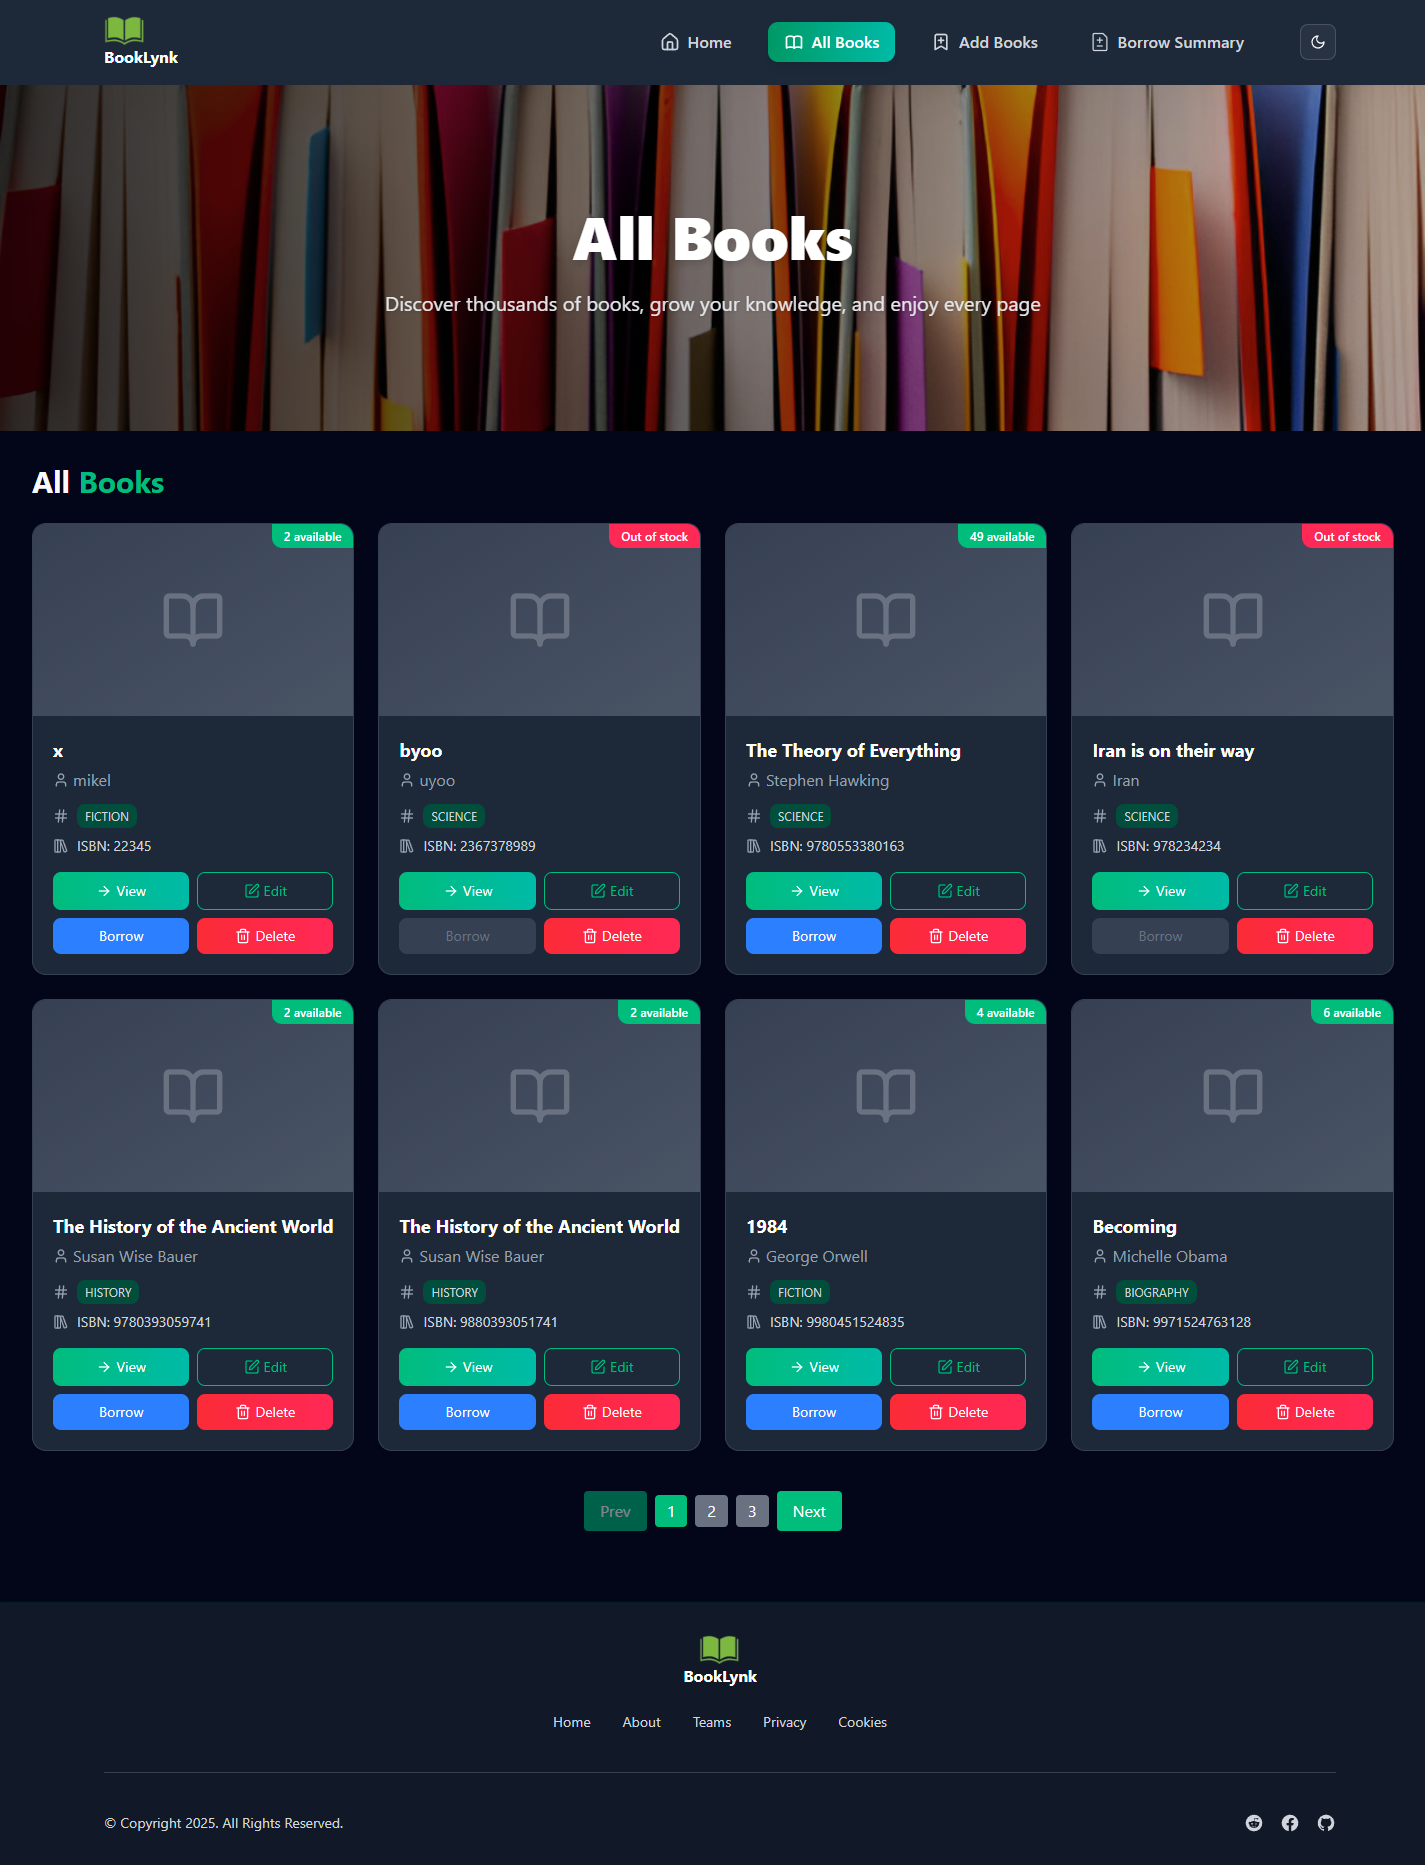 BookLynk
Home
All Books
Add Books
Borrow Summary
All Books
Discover thousands of books, grow your knowledge, and enjoy every page
All Books
2 available
x
mikel
FICTION
ISBN: 22345
View
Edit
Borrow
Delete
Out of stock
byoo
uyoo
SCIENCE
ISBN: 2367378989
View
Edit
Borrow
Delete
49 available
The Theory of Everything
Stephen Hawking
SCIENCE
ISBN: 9780553380163
View
Edit
Borrow
Delete
Out of stock
Iran is on their way
Iran
SCIENCE
ISBN: 978234234
View
Edit
Borrow
Delete
2 available
The History of the Ancient World
Susan Wise Bauer
HISTORY
ISBN: 9780393059741
View
Edit
Borrow
Delete
2 available
The History of the Ancient World
Susan Wise Bauer
HISTORY
ISBN: 9880393051741
View
Edit
Borrow
Delete
4 available
1984
George Orwell
FICTION
ISBN: 9980451524835
View
Edit
Borrow
Delete
6 available
Becoming
Michelle Obama
BIOGRAPHY
ISBN: 9971524763128
View
Edit
Borrow
Delete
Prev 1 2 3 Next
BookLynk
Home Teams Privacy Cookies About
© Copyright 2025. All Rights Reserved.